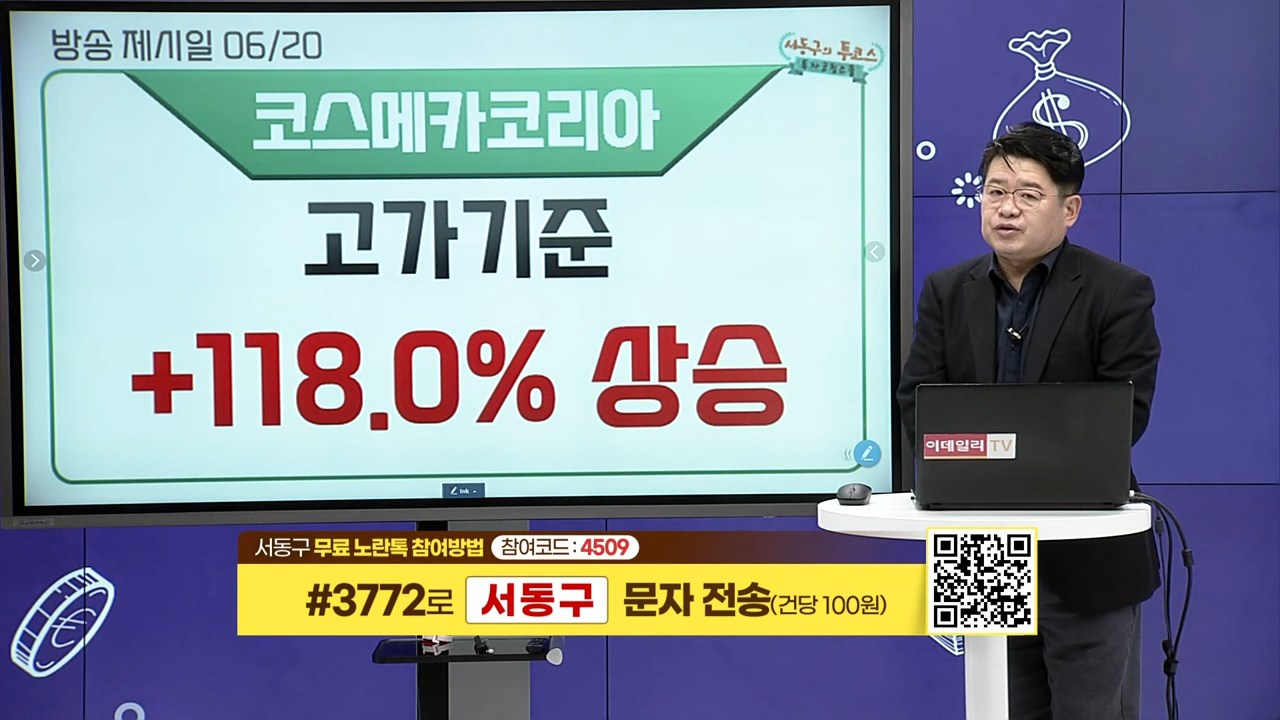 방송 제시일 06/20
서동구의 투코스
코스메카코리아
고가기준
+118.0% 상승
Ink
이데일리 TV
서동구 무료 노란톡 참여방법 참여코드 : 4509
#3772로 서동구 문자 전송(건당 100원)